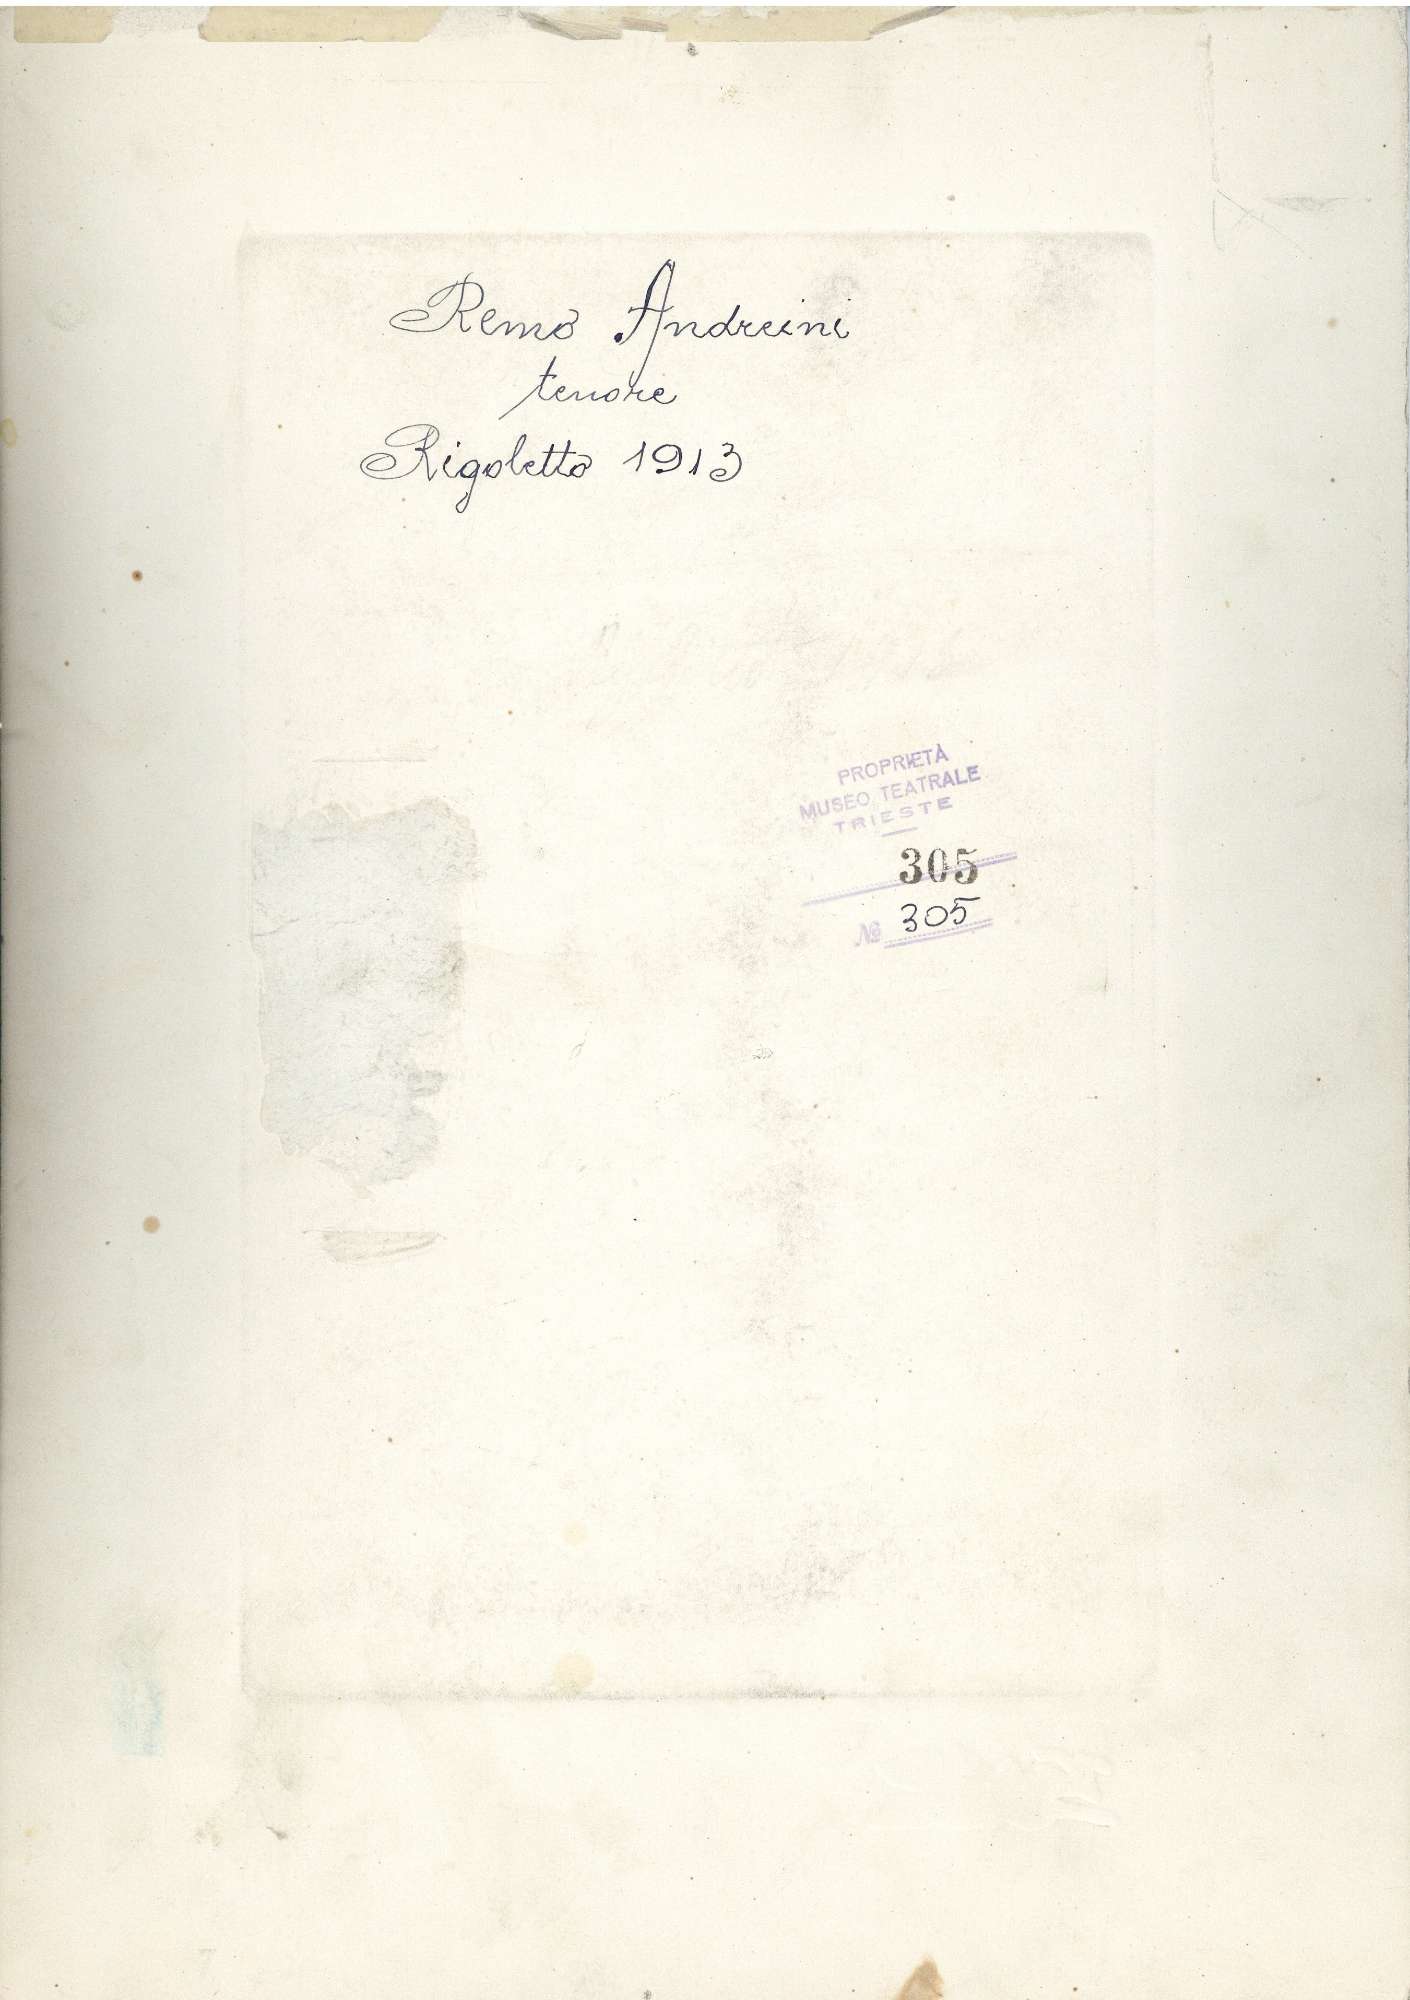 Remo Andreini
tenore
Rigoletto 1913
PROPRIETÀ
MUSEO TEATRALE
TRIESTE
305
№ 305